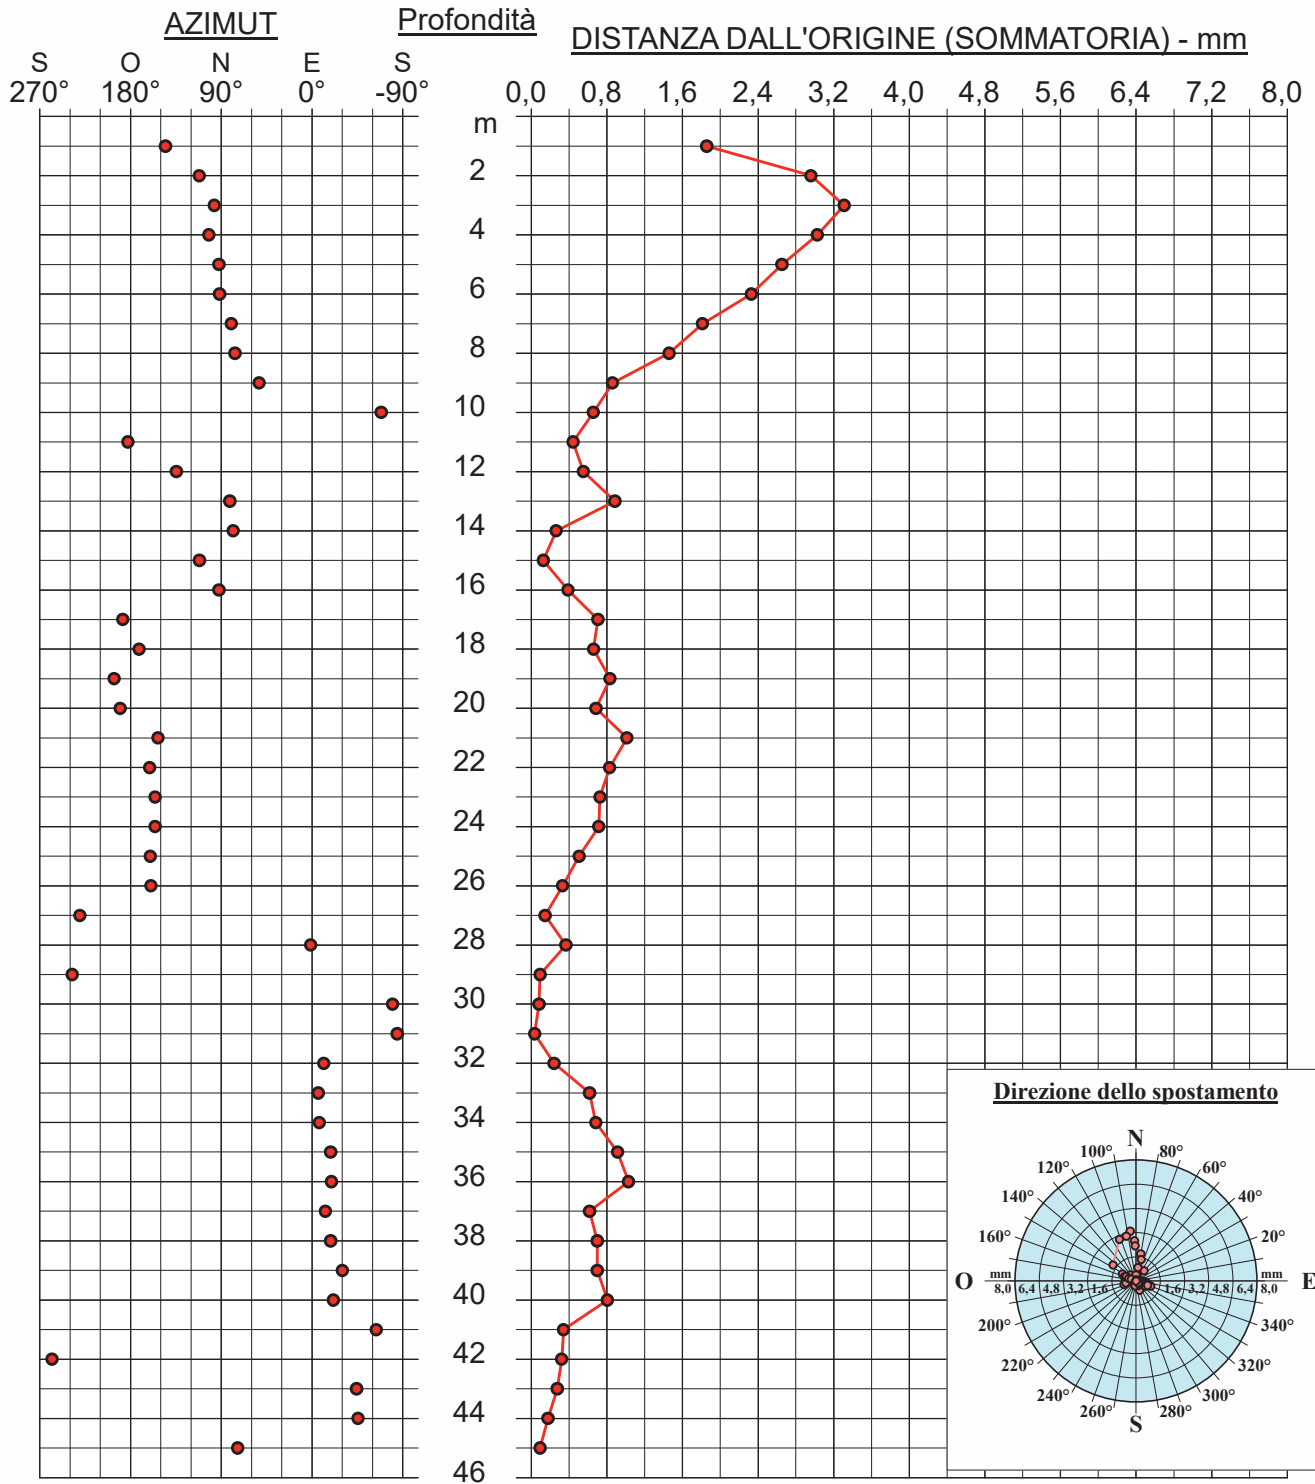 AZIMUT
Profondità
DISTANZA DALL'ORIGINE (SOMMATORIA) - mm
S O N E S
270° 180° 90° 0° -90°
0,0 0,8 1,6 2,4 3,2 4,0 4,8 5,6 6,4 7,2 8,0
m
2
4
6
8
10
12
14
16
18
20
22
24
26
28
30
32
34
36
38
40
42
44
46
Direzione dello spostamento
N
100° 80°
120° 60°
140° 40°
160° 20°
O mm mm E
8,0 6,4 4,8 3,2 1,6 1,6 3,2 4,8 6,4 8,0
200° 340°
220° 320°
240° 300°
260° 280°
S